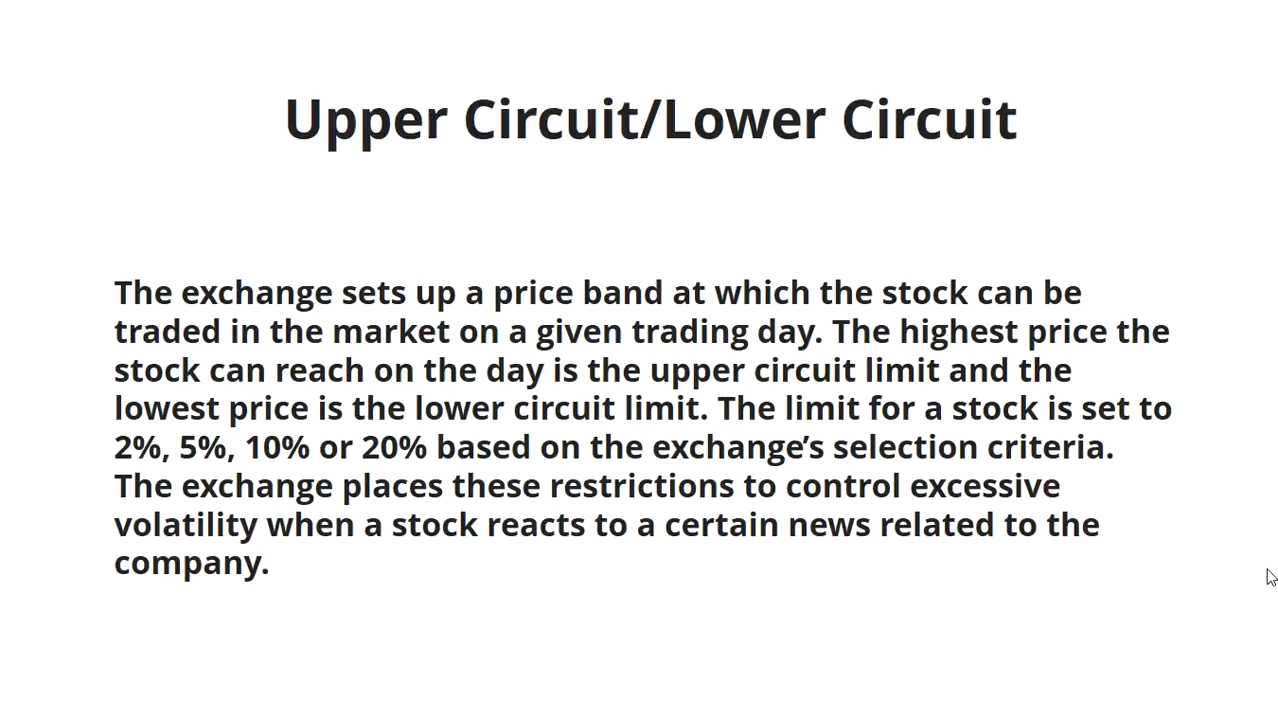 Upper Circuit/Lower Circuit
The exchange sets up a price band at which the stock can be
traded in the market on a given trading day. The highest price the
stock can reach on the day is the upper circuit limit and the
lowest price is the lower circuit limit. The limit for a stock is set to
2%, 5%, 10% or 20% based on the exchange’s selection criteria.
The exchange places these restrictions to control excessive
volatility when a stock reacts to a certain news related to the
company.